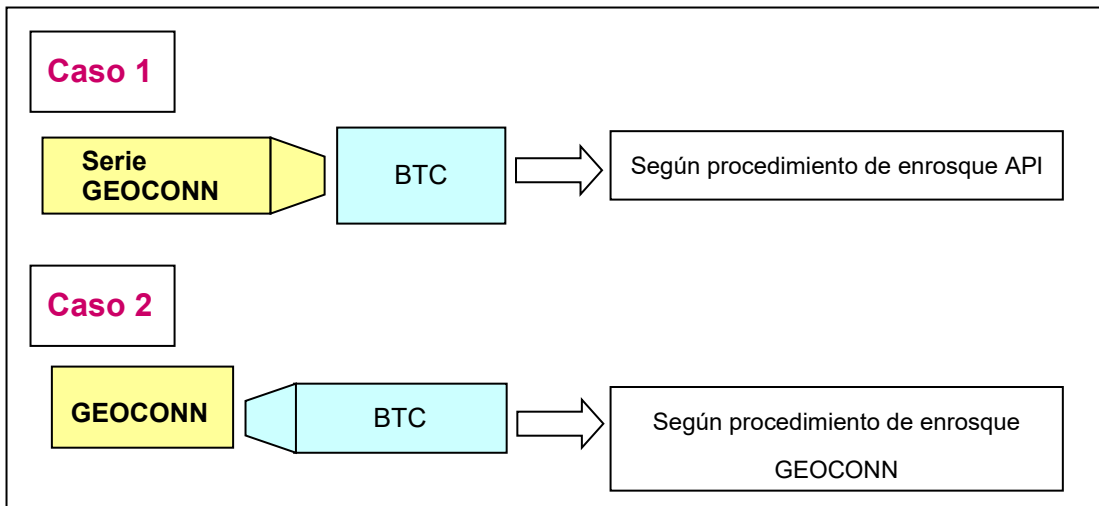 Caso 1
Serie
GEOCONN
BTC
Según procedimiento de enrosque API
Caso 2
GEOCONN
BTC
Según procedimiento de enrosque
GEOCONN